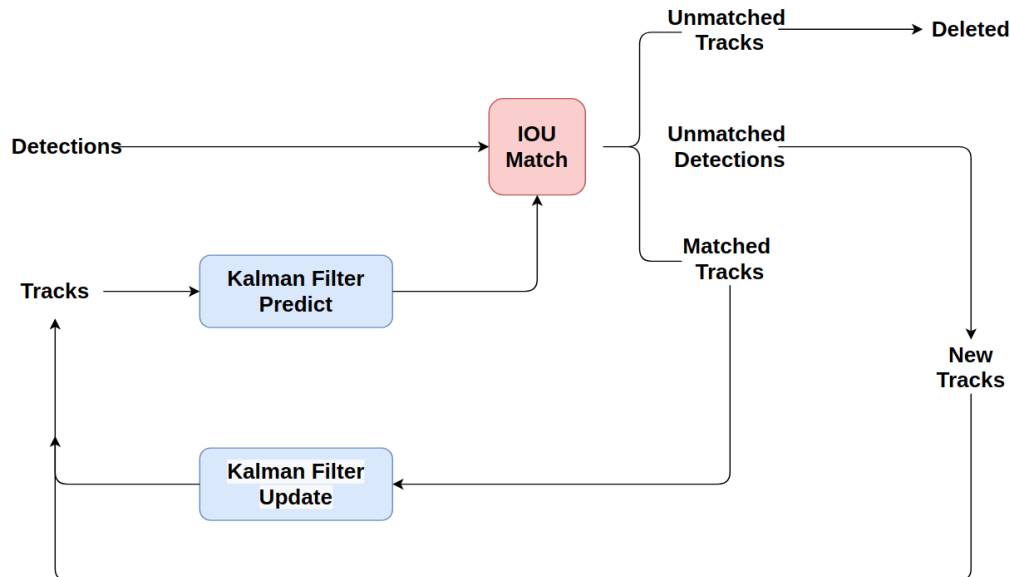 Unmatched
Tracks
Deleted
Detections
IOU
Match
Unmatched
Detections
Matched
Tracks
Tracks
Kalman Filter
Predict
New
Tracks
Kalman Filter
Update